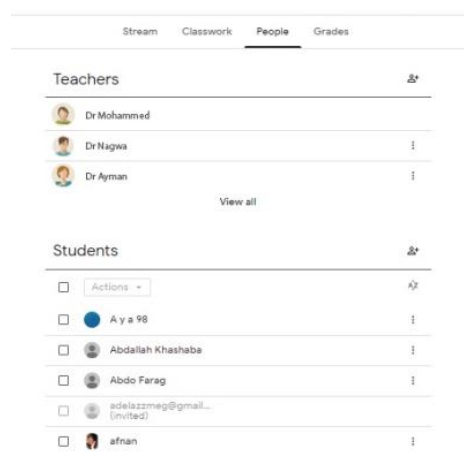 Stream Classwork People Grades
Teachers
Dr Mohammed
Dr Nagwa
Dr Ayman
View all
Students
Actions
A y a 98
Abdallah Khashaba
Abdo Farag
adelazzmeg@gmail...
(invited)
afnan